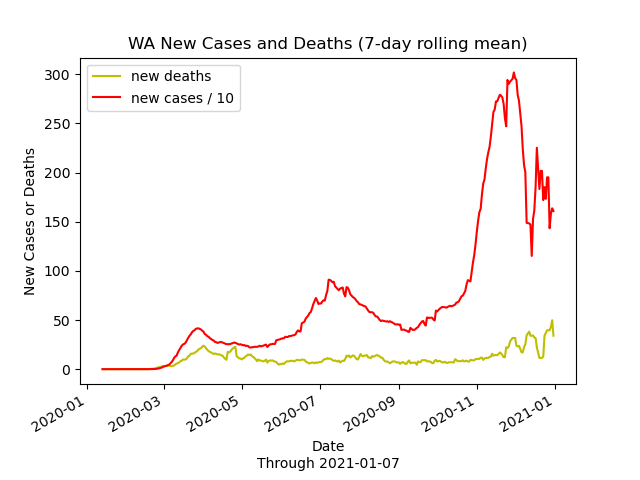 WA New Cases and Deaths (7-day rolling mean)
new deaths
new cases / 10
300
250
200
150
100
50
0
New Cases or Deaths
2020-01
2020-03
2020-05
2020-07
2020-09
2020-11
2021-01
Date
Through 2021-01-07